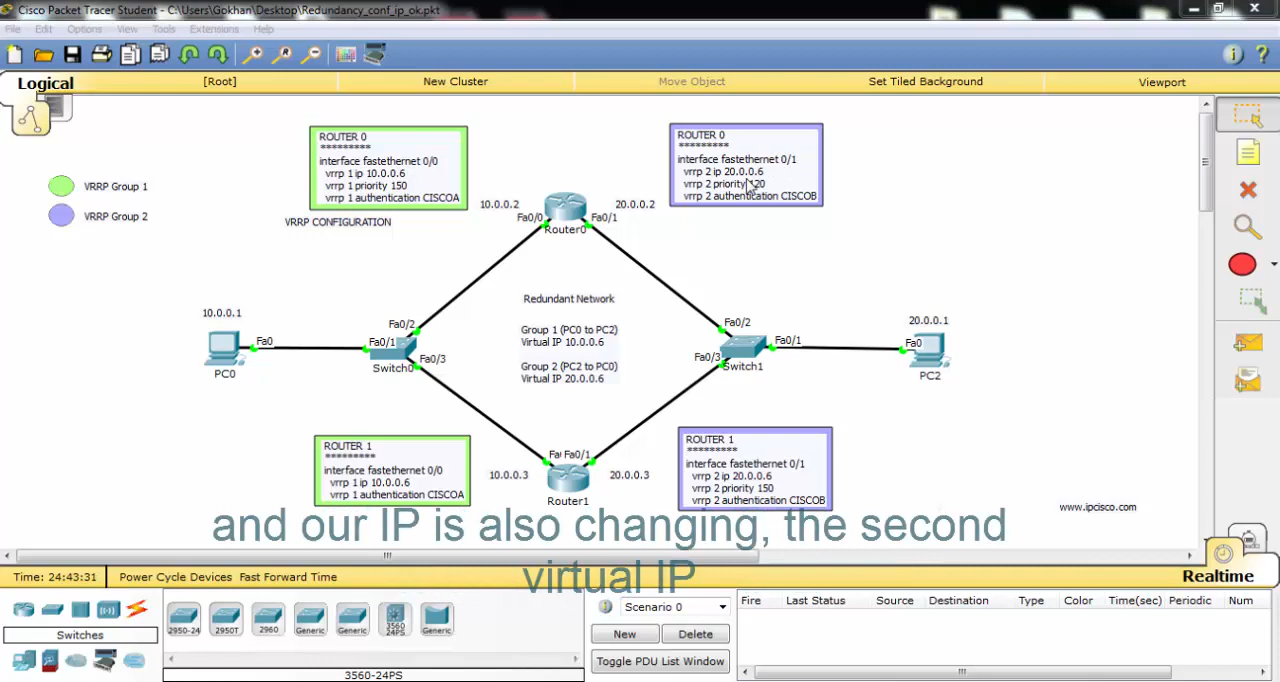 Cisco Packet Tracer Student - C:\Users\Gokhan\Desktop\Redundancy_conf_ip_ok.pkt
File Edit Options View Tools Extensions Help
Logical [Root] New Cluster Move Object Set Tiled Background Viewport
VRRP Group 1
VRRP Group 2
ROUTER 0
*********
interface fastethernet 0/0
vrrp 1 ip 10.0.0.6
vrrp 1 priority 150
vrrp 1 authentication CISCOA
VRRP CONFIGURATION
ROUTER 0
*********
interface fastethernet 0/1
vrrp 2 ip 20.0.0.6
vrrp 2 priority
vrrp 2 authentication CISCOB
10.0.0.2
20.0.0.2
Fa0/0
Fa0/1
Router0
Redundant Network
Group 1 (PC0 to PC2)
Virtual IP 10.0.0.6
Group 2 (PC2 to PC0)
Virtual IP 20.0.0.6
10.0.0.1
Fa0
PC0
Fa0/2
Fa0/1
Fa0/3
Switch0
Fa0/2
Fa0/1
Fa0/3
Switch1
20.0.0.1
Fa0
PC2
ROUTER 1
*********
interface fastethernet 0/0
vrrp 1 ip 10.0.0.6
vrrp 1 authentication CISCOA
10.0.0.3
Fa0/1
20.0.0.3
Router1
ROUTER 1
*********
interface fastethernet 0/1
vrrp 2 ip 20.0.0.6
vrrp 2 priority 150
vrrp 2 authentication CISCOB
www.ipcisco.com
and our IP is also changing, the second
virtual IP
Time: 24:43:31 Power Cycle Devices Fast Forward Time
Realtime
Switches
2950-24 2950T 2960 Generic Generic 3560 24PS Generic
3560-24PS
Scenario 0
New Delete
Toggle PDU List Window
Fire Last Status Source Destination Type Color Time(sec) Periodic Num